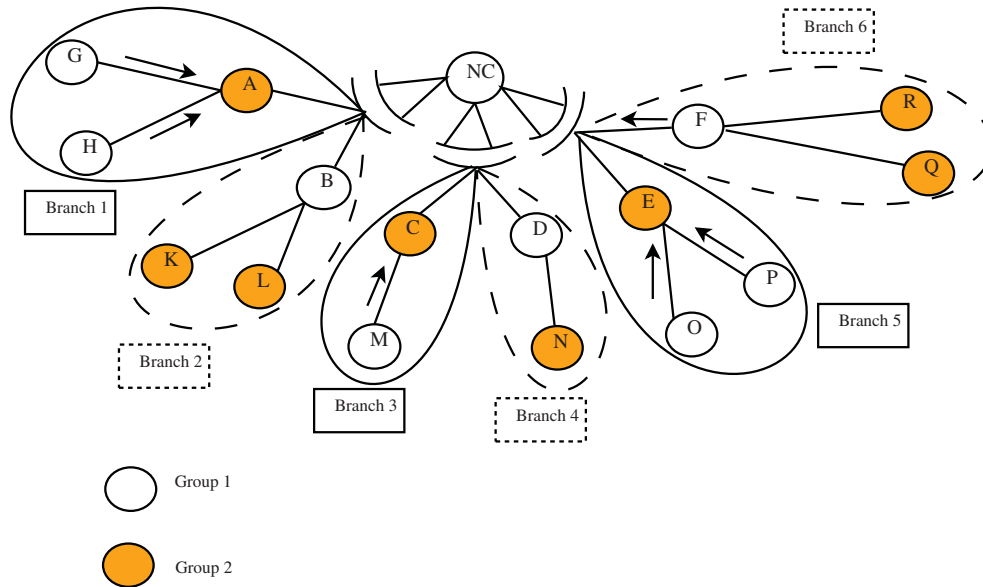 Branch 6
G
NC
A
R
F
H
Q
B
E
Branch 1
C
D
K
L
P
O
Branch 5
M
N
Branch 2
Branch 3
Branch 4
Group 1
Group 2